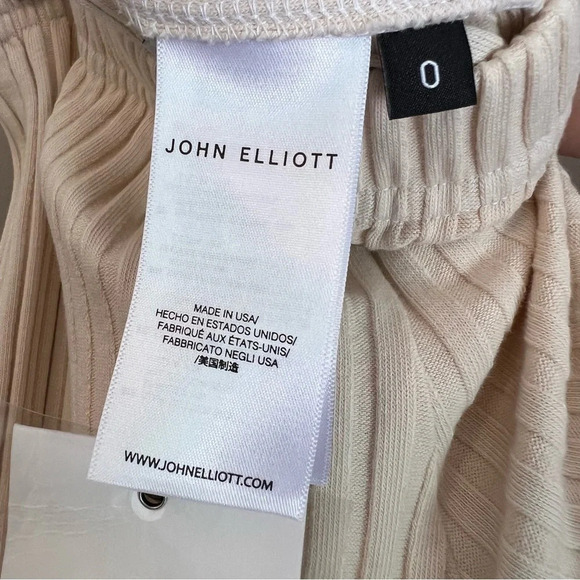 0
JOHN ELLIOTT
MADE IN USA/
HECHO EN ESTADOS UNIDOS/
FABRIQUÉ AUX ÉTATS-UNIS/
FABBRICATO NEGLI USA
/美国制造
WWW.JOHNELLIOTT.COM